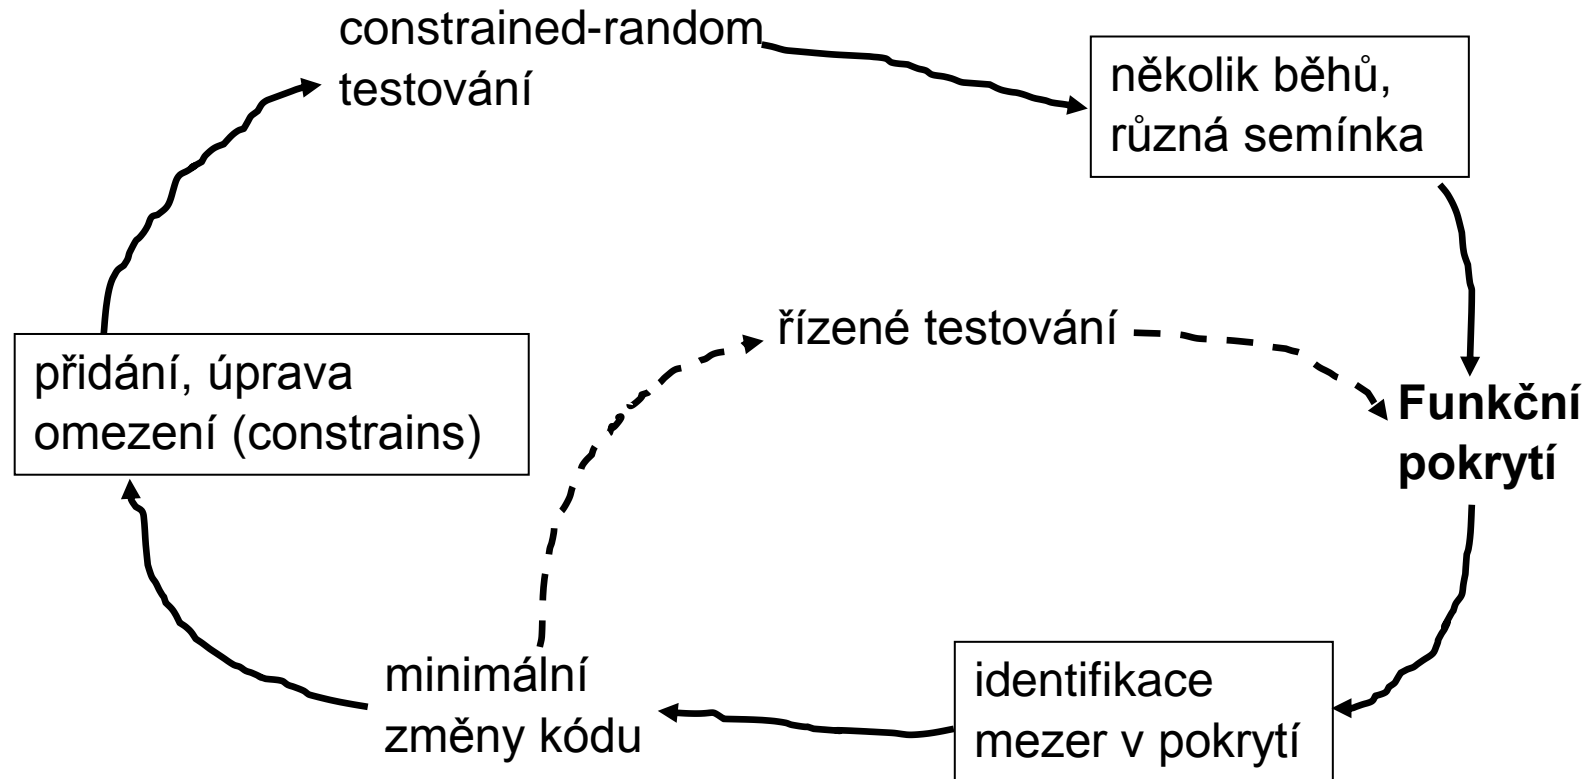 constrained-random
testování
několik běhů,
různá semínka
řízené testování
přidání, úprava
omezení (constrains)
Funkční
pokrytí
minimální
změny kódu
identifikace
mezer v pokrytí